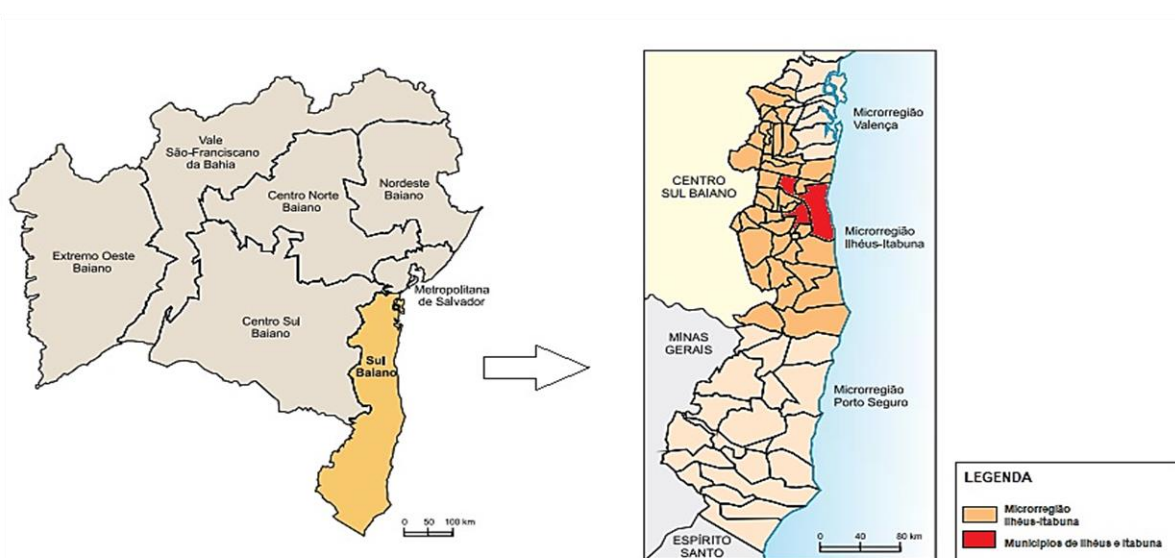 Vale
São-Franciscano
da Bahia
Centro Norte
Baiano
Nordeste
Baiano
Extremo Oeste
Baiano
Metropolitana
de Salvador
Centro Sul
Baiano
Sul
Baiano
0 50 100 km
Microrregião
Valença
CENTRO
SUL BAIANO
Microrregião
Ilhéus-Itabuna
MINAS
GERAIS
Microrregião
Porto Seguro
ESPÍRITO
SANTO
0 40 80 km
LEGENDA
Microrregião
Ilhéus-Itabuna
Municípios de Ilhéus e Itabuna